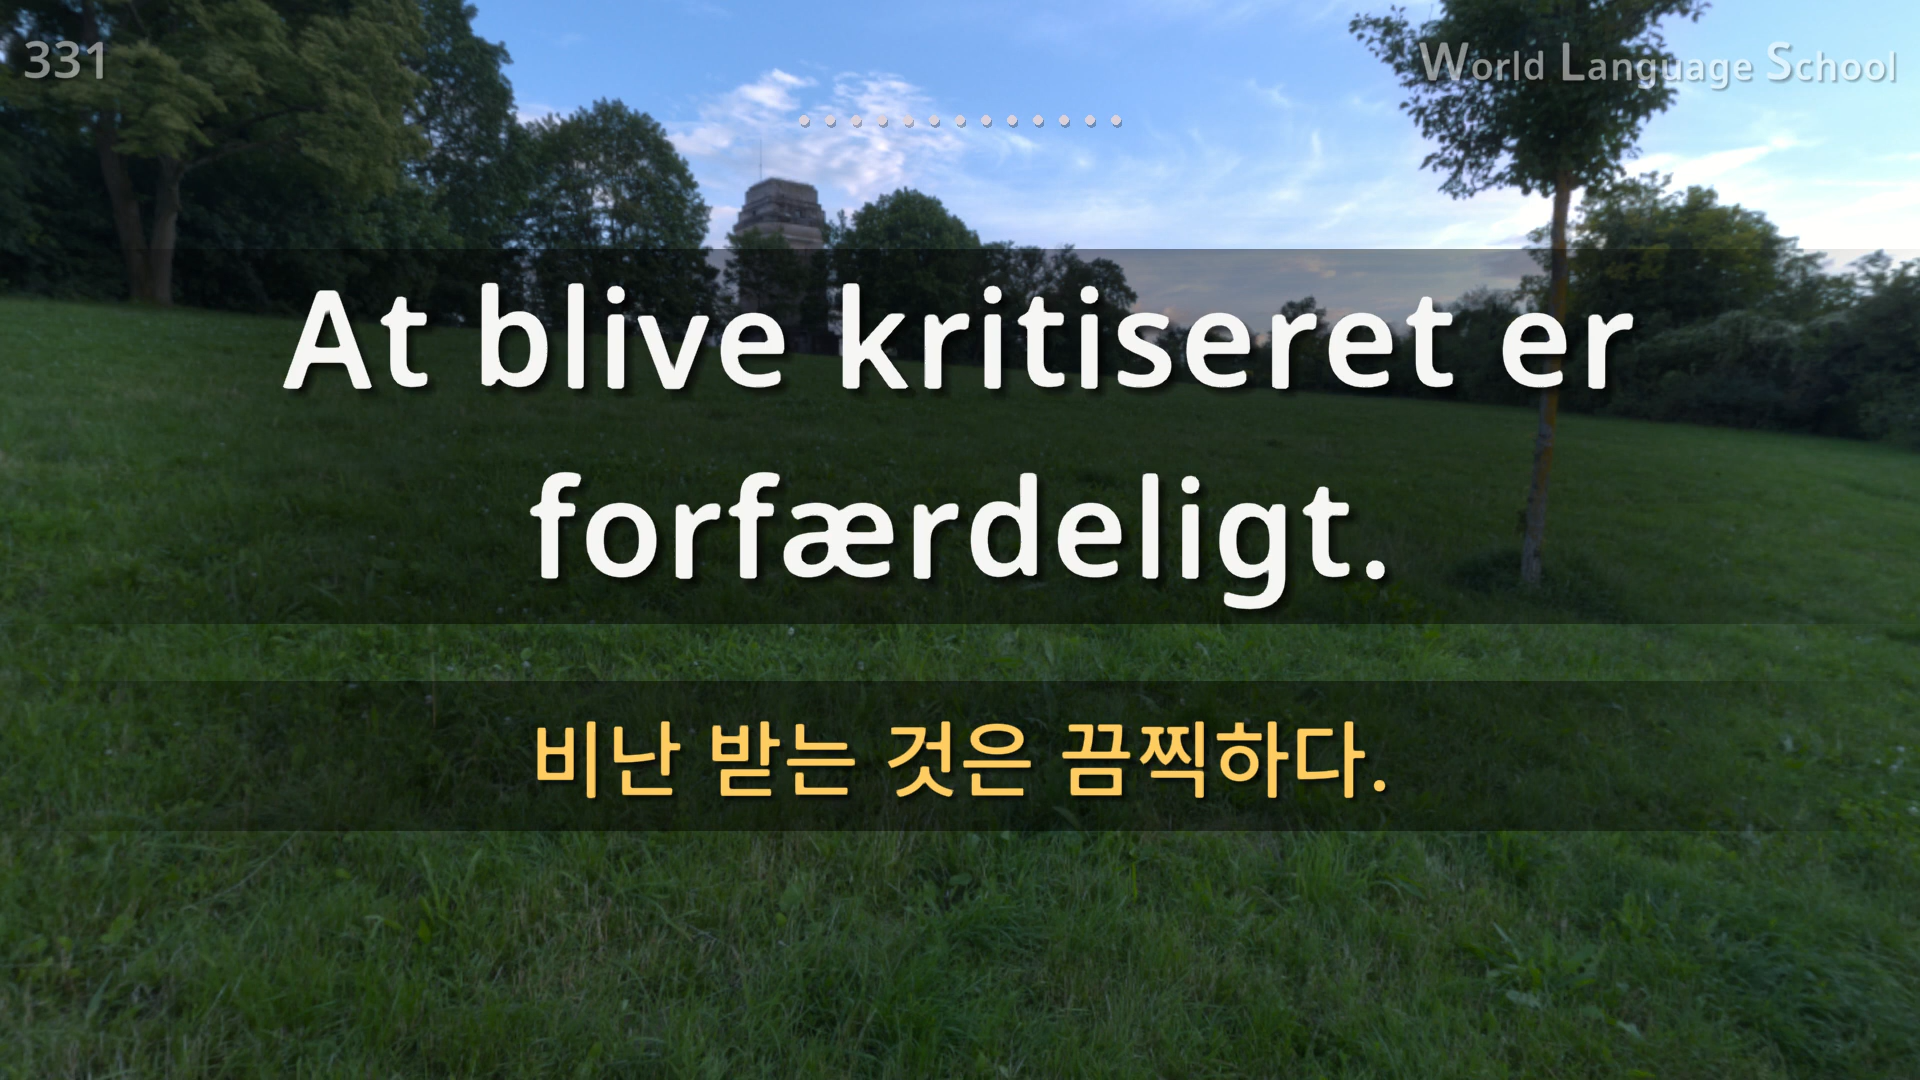 331
World Language School
At blive kritiseret er
forfærdeligt.
비난 받는 것은 끔찍하다.